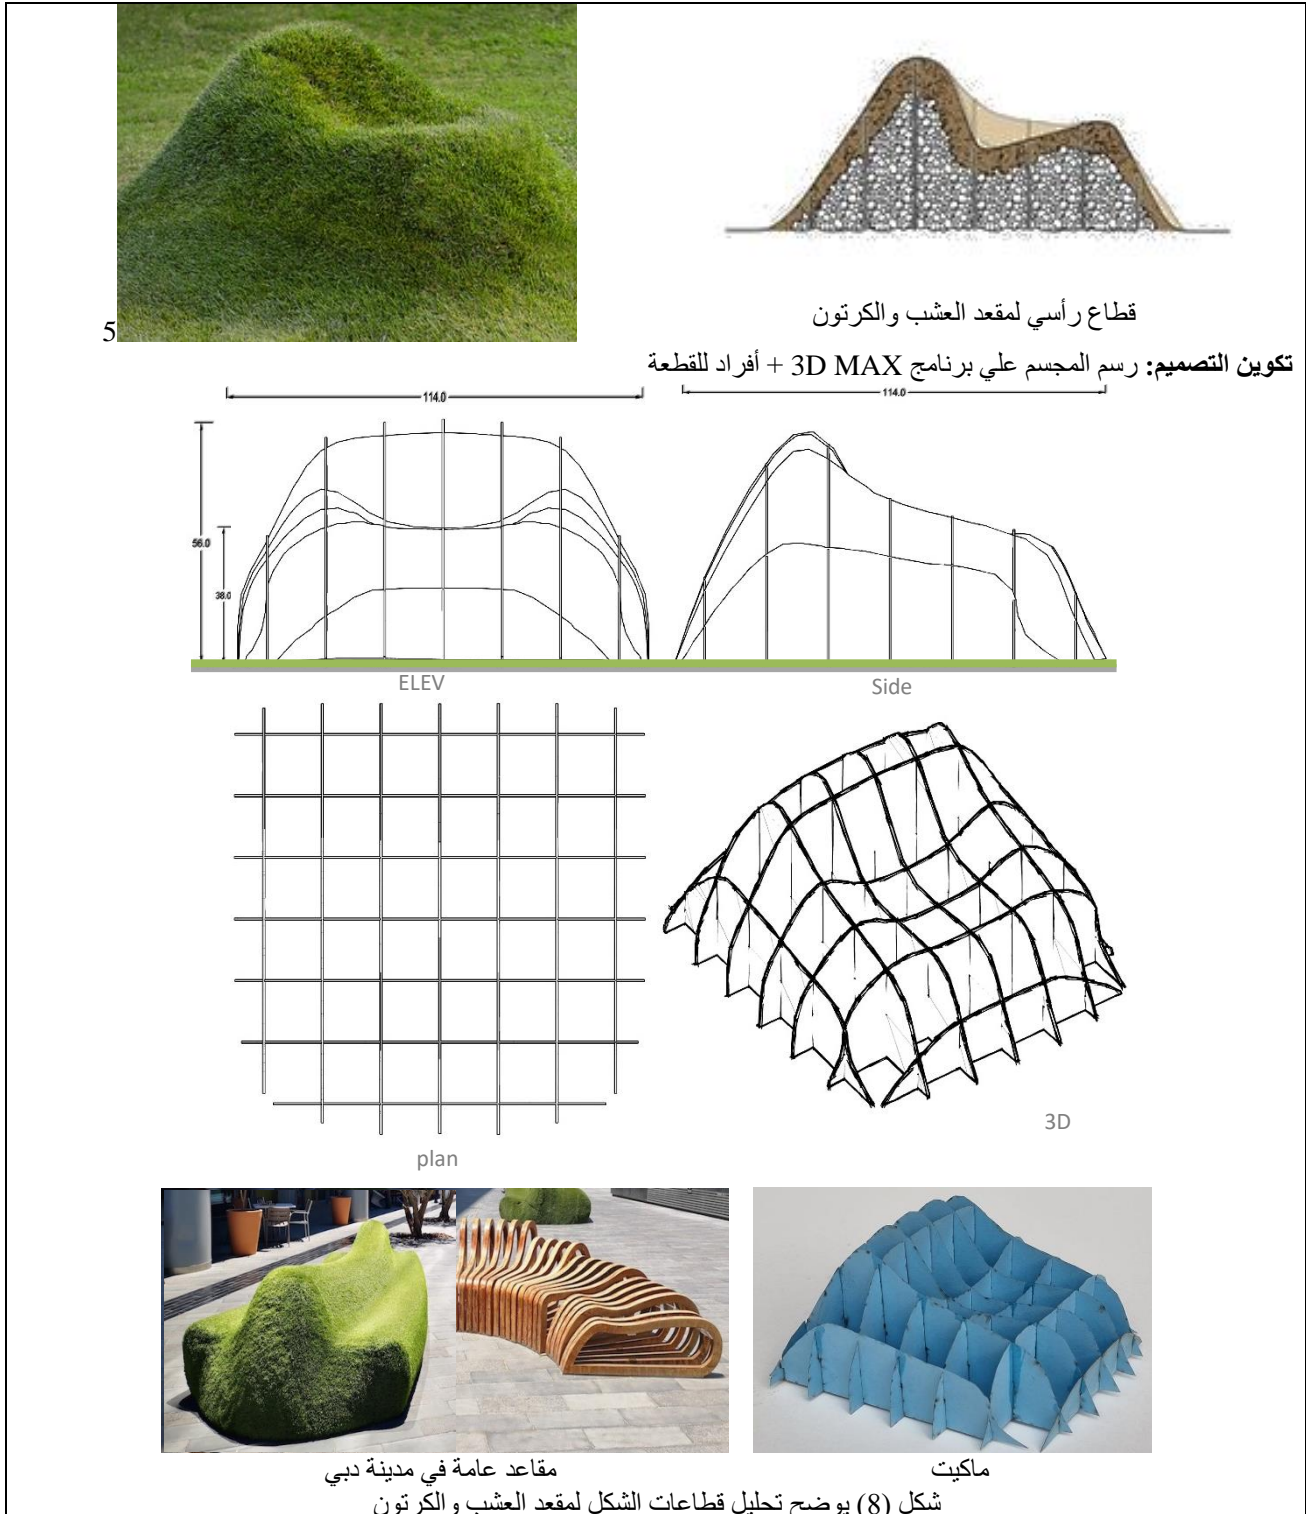 قطاع رأسي لمقعد العشب والكرتون
5
تكوين التصميم: رسم المجسم علي برنامج 3D MAX + أفراد للقطعة
114.0
114.0
56.0
38.0
ELEV
Side
plan
3D
مقاعد عامة في مدينة دبي
ماكيت
شكل (8) يوضح تحليل قطاعات الشكل لمقعد العشب والكرتون